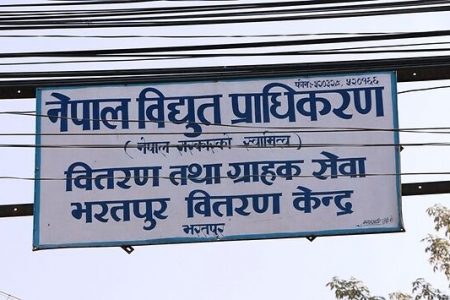 नेपाल विद्युत प्राधिकरण
( नेपाल सरकारको स्वामित्व )
वितरण तथा ग्राहक सेवा
भरतपुर वितरण केन्द्र
भरतपुर